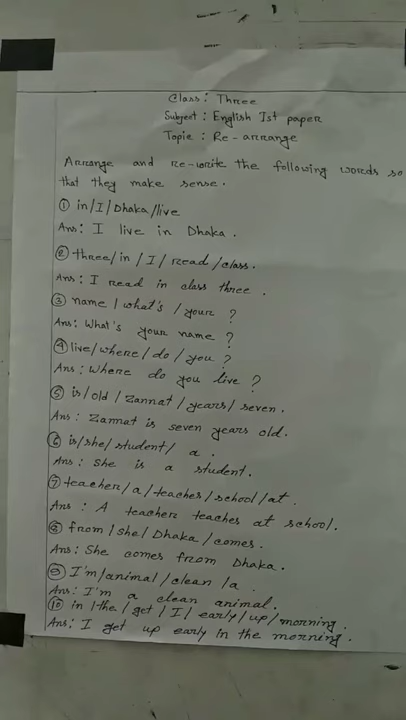 Class: Three
Subject: English Ist paper
Topic: Re-arrange
Arrange and re-write the following words so
that they make sense.
① in/I/Dhaka/live
Ans: I live in Dhaka.
② three/in/I/read/class.
Ans: I read in class three.
③ name/what's/your?
Ans: What's your name?
④ live/where/do/you?
Ans: Where do you live?
⑤ is/old/Zannat/years/seven.
Ans: Zannat is seven years old.
⑥ is/she/student/a.
Ans: She is a student.
⑦ teacher/a/teaches/school/at.
Ans: A teacher teaches at school.
⑧ from/she/Dhaka/comes.
Ans: She comes from Dhaka.
⑨ I'm/animal/clean/a.
Ans: I'm a clean animal.
⑩ in/the/get/I/early/up/morning.
Ans: I get up early in the morning.